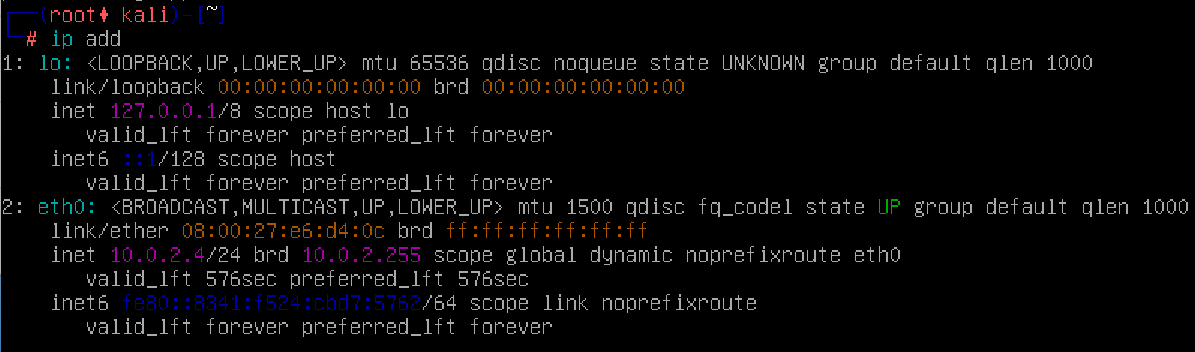 (root♦ kali)-[~]
# ip add
1: lo: <LOOPBACK,UP,LOWER_UP> mtu 65536 qdisc noqueue state UNKNOWN group default qlen 1000
link/loopback 00:00:00:00:00:00 brd 00:00:00:00:00:00
inet 127.0.0.1/8 scope host lo
valid_lft forever preferred_lft forever
inet6 ::1/128 scope host
valid_lft forever preferred_lft forever
2: eth0: <BROADCAST,MULTICAST,UP,LOWER_UP> mtu 1500 qdisc fq_codel state UP group default qlen 1000
link/ether 08:00:27:e6:d4:0c brd ff:ff:ff:ff:ff:ff
inet 10.0.2.4/24 brd 10.0.2.255 scope global dynamic noprefixroute eth0
valid_lft 576sec preferred_lft 576sec
inet6 fe80::8341:f524:cbd7:5762/64 scope link noprefixroute
valid_lft forever preferred_lft forever